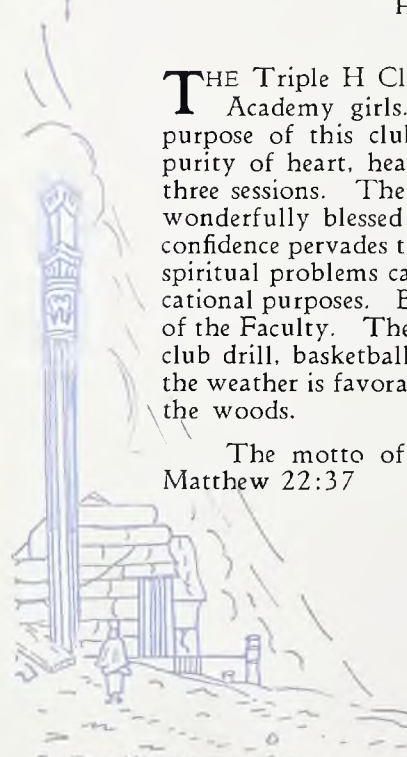 H
THE Triple H Cl
Academy girls.
purpose of this clu
purity of heart, hea
three sessions. The
wonderfully blessed
confidence pervades t
spiritual problems ca
cational purposes. E
of the Faculty. The
club drill, basketball
the weather is favora
the woods.
The motto of
Matthew 22:37